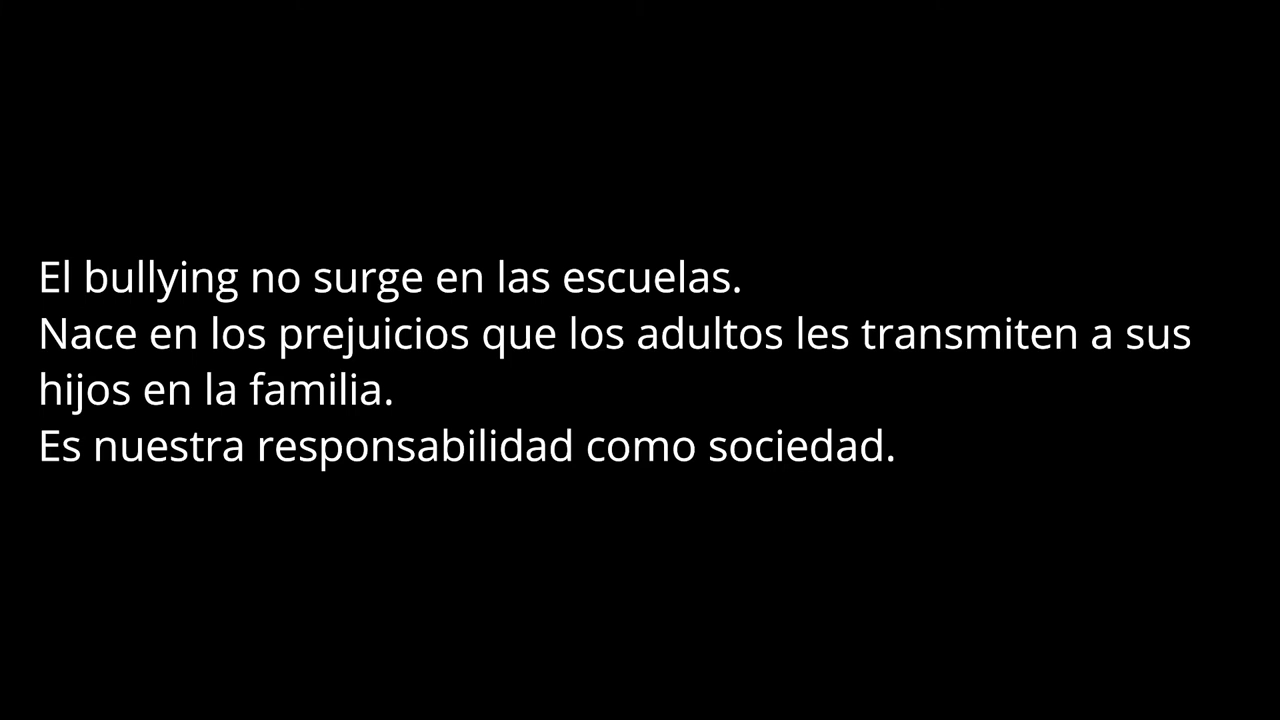 El bullying no surge en las escuelas.
Nace en los prejuicios que los adultos les transmiten a sus
hijos en la familia.
Es nuestra responsabilidad como sociedad.